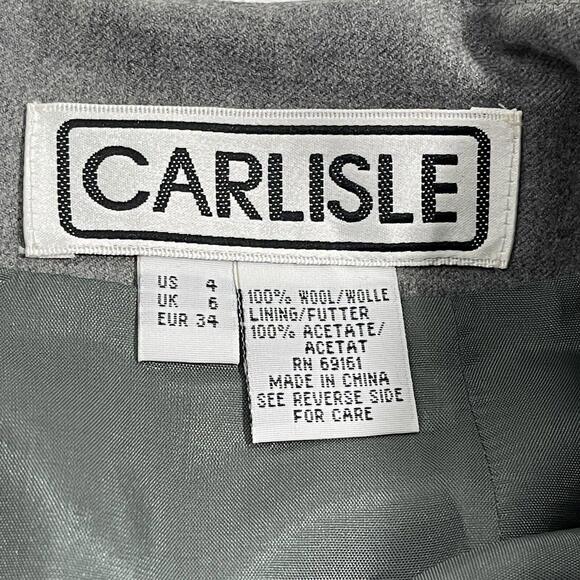 CARLISLE
US 4
UK 6
EUR 34
100% WOOL/WOLLE
LINING/FUTTER
100% ACETATE/
ACETAT
RN 69161
MADE IN CHINA
SEE REVERSE SIDE
FOR CARE